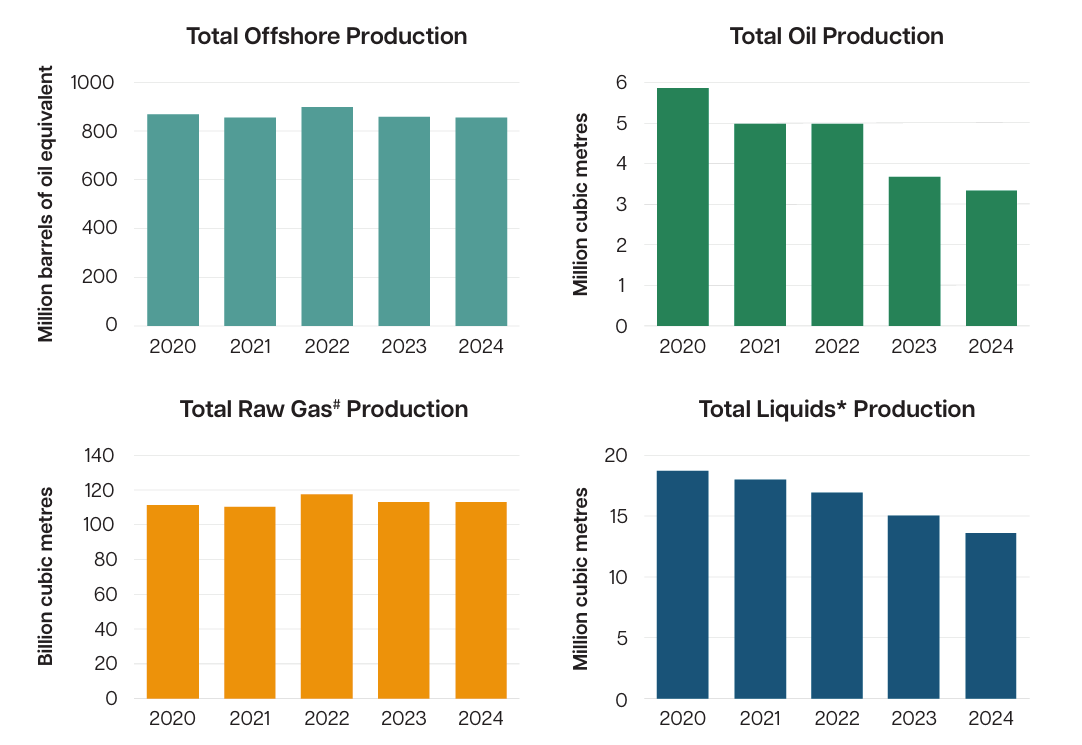 Total Offshore Production
Million barrels of oil equivalent
1000
800
600
400
200
0
2020 2021 2022 2023 2024
Total Oil Production
Million cubic metres
6
5
4
3
2
1
0
2020 2021 2022 2023 2024
Total Raw Gas# Production
Billion cubic metres
140
120
100
80
60
40
20
0
2020 2021 2022 2023 2024
Total Liquids* Production
Million cubic metres
20
15
10
5
0
2020 2021 2022 2023 2024